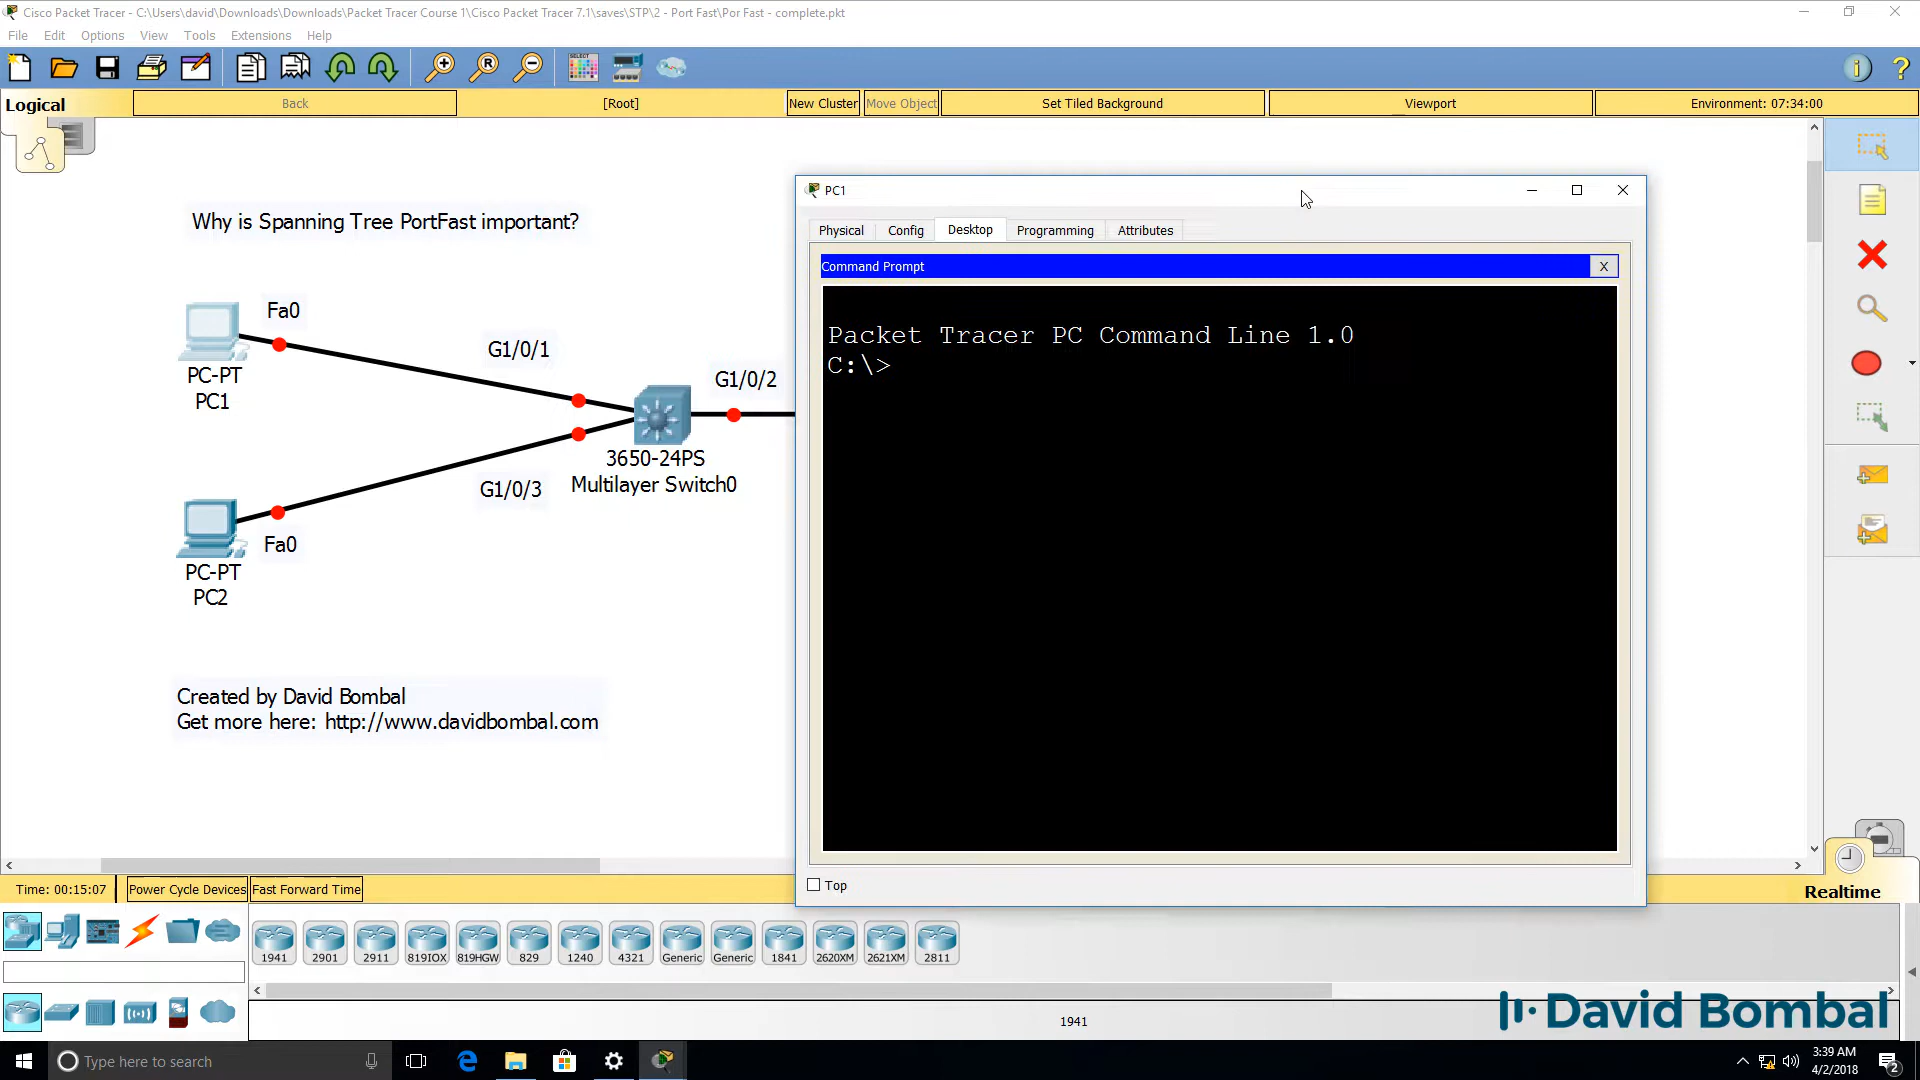 Cisco Packet Tracer - C:\Users\david\Downloads\Downloads\Packet Tracer Course 1\Cisco Packet Tracer 7.1\saves\STP\2 - Port Fast\Por Fast - complete.pkt
File Edit Options View Tools Extensions Help
Logical Back [Root] New Cluster Move Object Set Tiled Background Viewport Environment: 07:34:00
Why is Spanning Tree PortFast important?
Fa0
G1/0/1
G1/0/2
PC-PT
PC1
3650-24PS
Multilayer Switch0
G1/0/3
Fa0
PC-PT
PC2
Created by David Bombal
Get more here: http://www.davidbombal.com
PC1
Physical Config Desktop Programming Attributes
Command Prompt X
Packet Tracer PC Command Line 1.0
C:\>
Top
Time: 00:15:07 Power Cycle Devices Fast Forward Time Realtime
1941 2901 2911 819IOX 819HGW 829 1240 4321 Generic Generic 1841 2620XM 2621XM 2811
1941
David Bombal
Type here to search
3:39 AM
4/2/2018
2